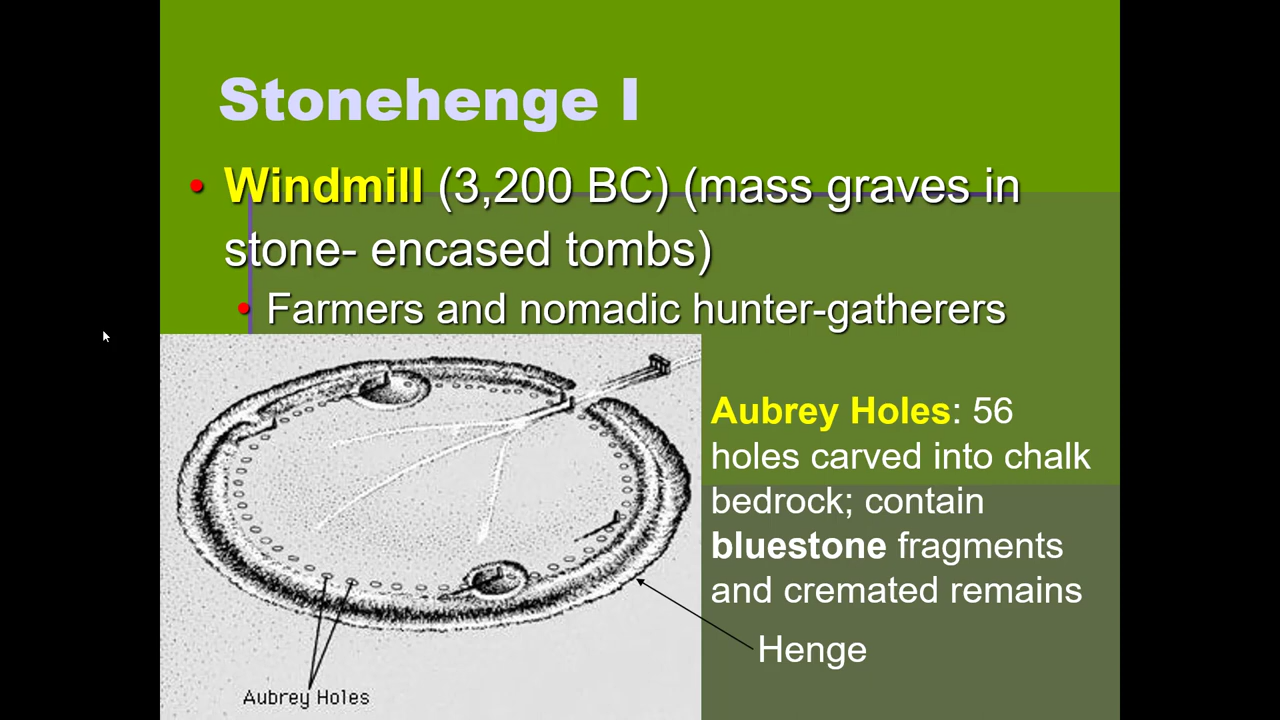 Stonehenge I
• Windmill (3,200 BC) (mass graves in
stone- encased tombs)
• Farmers and nomadic hunter-gatherers
Aubrey Holes: 56
holes carved into chalk
bedrock; contain
bluestone fragments
and cremated remains
Henge
Aubrey Holes